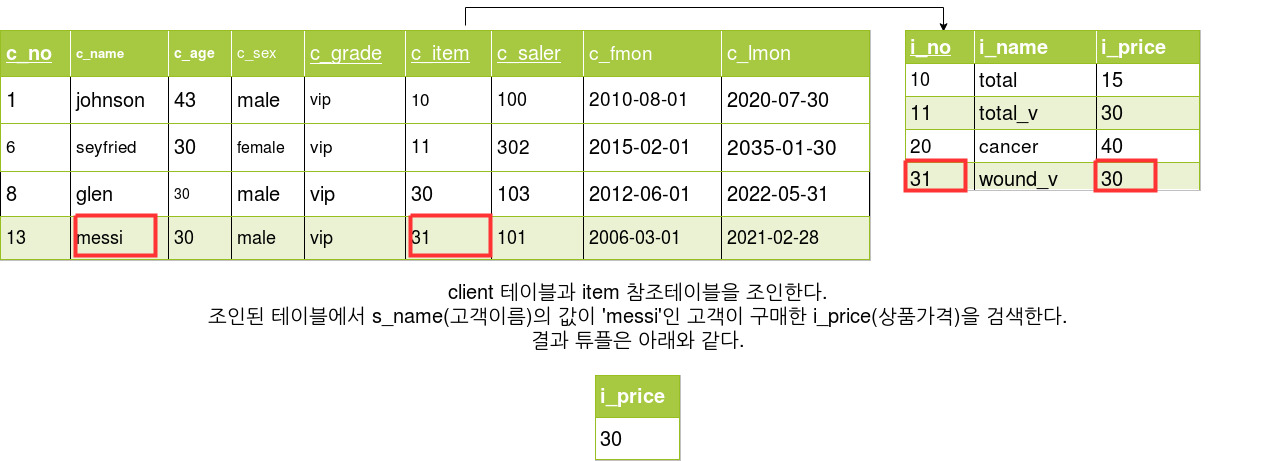 c_no c_name c_age c_sex c_grade c_item c_saler c_fmon c_lmon
1 johnson 43 male vip 10 100 2010-08-01 2020-07-30
6 seyfried 30 female vip 11 302 2015-02-01 2035-01-30
8 glen 30 male vip 30 103 2012-06-01 2022-05-31
13 messi 30 male vip 31 101 2006-03-01 2021-02-28
i_no i_name i_price
10 total 15
11 total_v 30
20 cancer 40
31 wound_v 30
client 테이블과 item 참조테이블을 조인한다.
조인된 테이블에서 s_name(고객이름)의 값이 'messi'인 고객이 구매한 i_price(상품가격)을 검색한다.
결과 튜플은 아래와 같다.
i_price
30